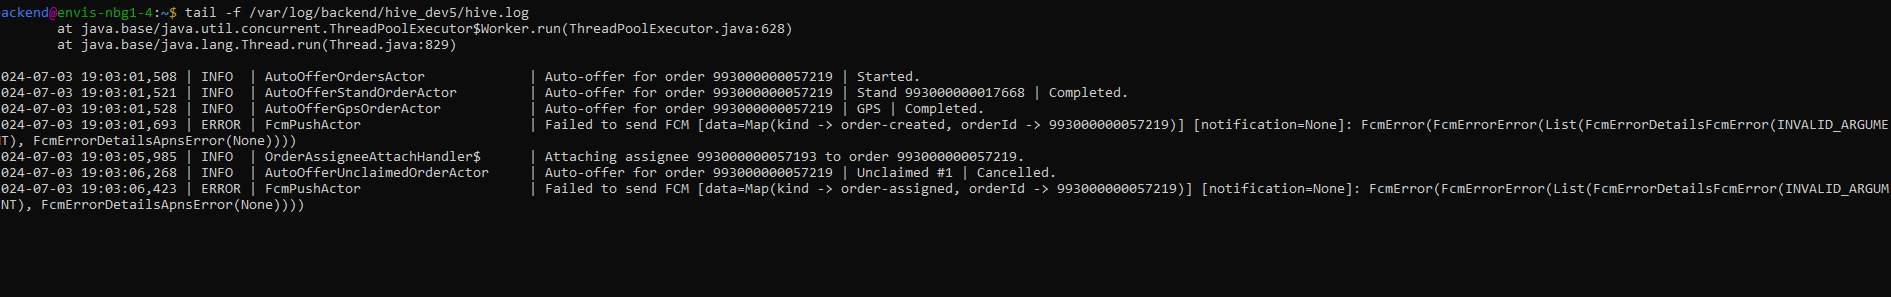 backend@envis-nbg1-4:~$ tail -f /var/log/backend/hive_dev5/hive.log
        at java.base/java.util.concurrent.ThreadPoolExecutor$Worker.run(ThreadPoolExecutor.java:628)
        at java.base/java.lang.Thread.run(Thread.java:829)
024-07-03 19:03:01,508 | INFO  | AutoOfferOrdersActor             | Auto-offer for order 993000000057219 | Started.
024-07-03 19:03:01,521 | INFO  | AutoOfferStandOrderActor         | Auto-offer for order 993000000057219 | Stand 993000000017668 | Completed.
024-07-03 19:03:01,528 | INFO  | AutoOfferGpsOrderActor           | Auto-offer for order 993000000057219 | GPS | Completed.
024-07-03 19:03:01,693 | ERROR | FcmPushActor                     | Failed to send FCM [data=Map(kind -> order-created, orderId -> 993000000057219)] [notification=None]: FcmError(FcmErrorError(List(FcmErrorDetailsFcmError(INVALID_ARGUME
NT), FcmErrorDetailsApnsError(None))))
024-07-03 19:03:05,985 | INFO  | OrderAssigneeAttachHandler$      | Attaching assignee 993000000057193 to order 993000000057219.
024-07-03 19:03:06,268 | INFO  | AutoOfferUnclaimedOrderActor     | Auto-offer for order 993000000057219 | Unclaimed #1 | Cancelled.
024-07-03 19:03:06,423 | ERROR | FcmPushActor                     | Failed to send FCM [data=Map(kind -> order-assigned, orderId -> 993000000057219)] [notification=None]: FcmError(FcmErrorError(List(FcmErrorDetailsFcmError(INVALID_ARGUM
NT), FcmErrorDetailsApnsError(None))))